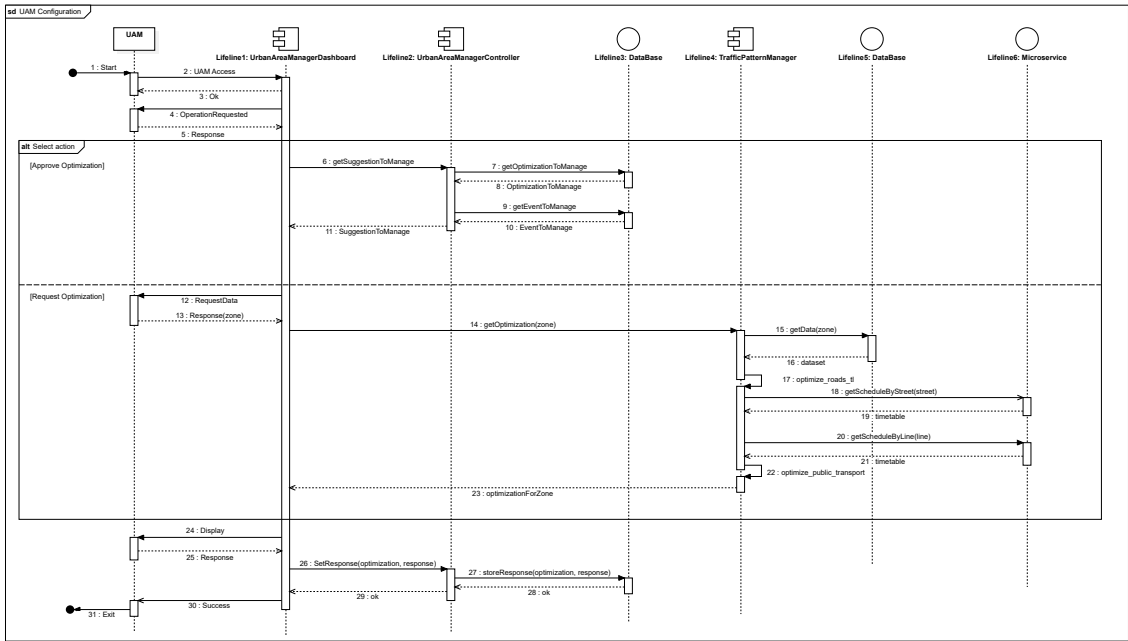 sd UAM Configuration
UAM
Lifeline1: UrbanAreaManagerDashboard
Lifeline2: UrbanAreaManagerController
Lifeline3: DataBase
Lifeline4: TrafficPatternManager
Lifeline5: DataBase
Lifeline6: Microservice
1 : Start
2 : UAM Access
3 : Ok
4 : OperationRequested
5 : Response
alt Select action
[Approve Optimization]
6 : getSuggestionToManage
7 : getOptimizationToManage
8 : OptimizationToManage
9 : getEventToManage
10 : EventToManage
11 : SuggestionToManage
[Request Optimization]
12 : RequestData
13 : Response(zone)
14 : getOptimization(zone)
15 : getData(zone)
16 : dataset
17 : optimize_roads_tl
18 : getScheduleByStreet(street)
19 : timetable
20 : getScheduleByLine(line)
21 : timetable
22 : optimize_public_transport
23 : optimizationForZone
24 : Display
25 : Response
26 : SetResponse(optimization, response)
27 : storeResponse(optimization, response)
28 : ok
29 : ok
30 : Success
31 : Exit